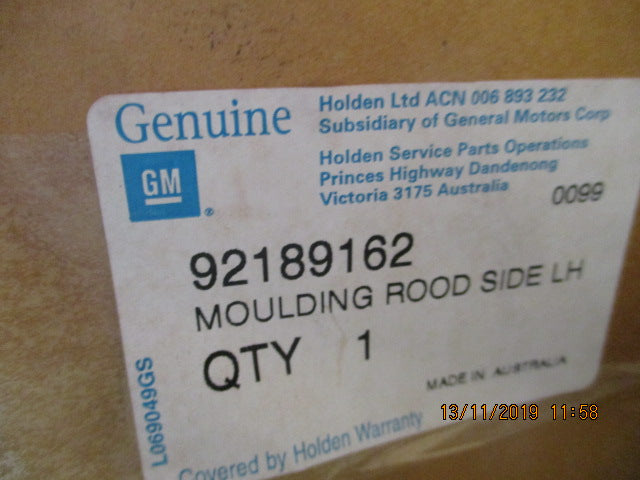 Genuine
GM
®
Holden Ltd ACN 006 893 232
Subsidiary of General Motors Corp
Holden Service Parts Operations
Princes Highway Dandenong
Victoria 3175 Australia
0099
92189162
MOULDING ROOD SIDE LH
QTY 1
MADE IN AUSTRALIA
L069049GS
Covered by Holden Warranty
13/11/2019 11:58